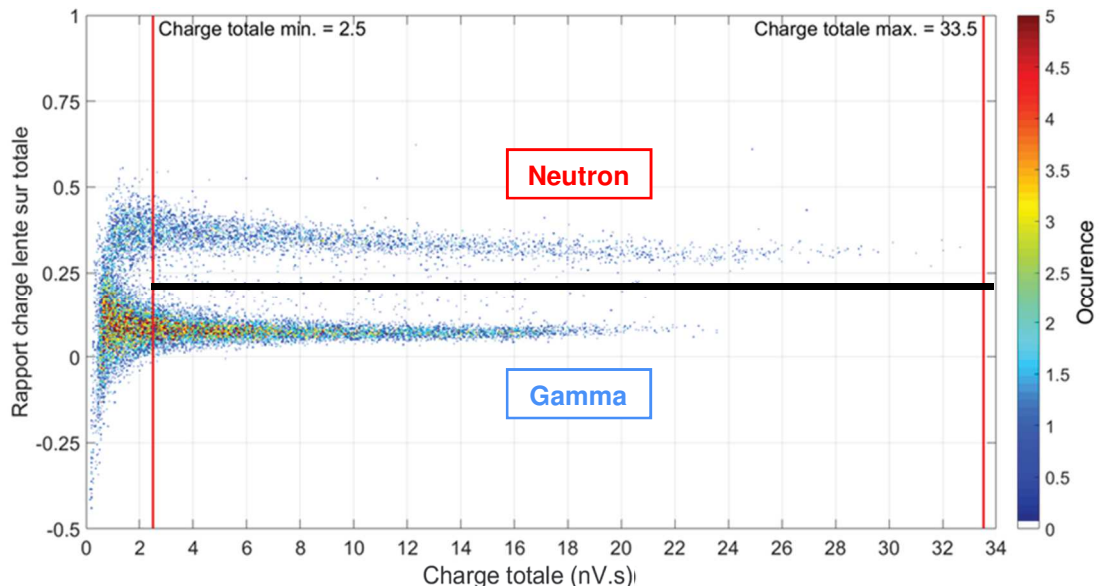 Charge totale min. = 2.5
Charge totale max. = 33.5
Rapport charge lente sur totale
1
0.75
0.5
0.25
0
-0.25
-0.5
Neutron
Gamma
0 2 4 6 8 10 12 14 16 18 20 22 24 26 28 30 32 34
Charge totale (nV.s)
5
4.5
4
3.5
3
2.5
2
1.5
1
0.5
0
Occurence